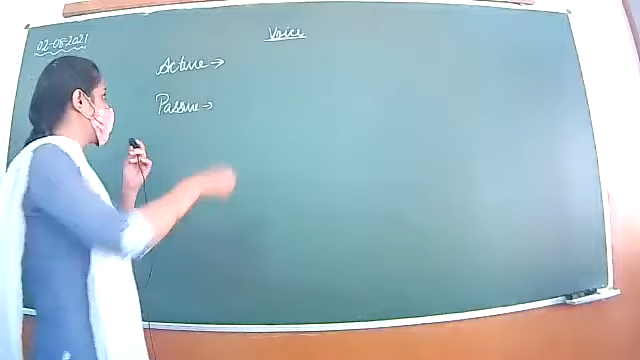 02-08-2021
Voice
Active →
Passive →